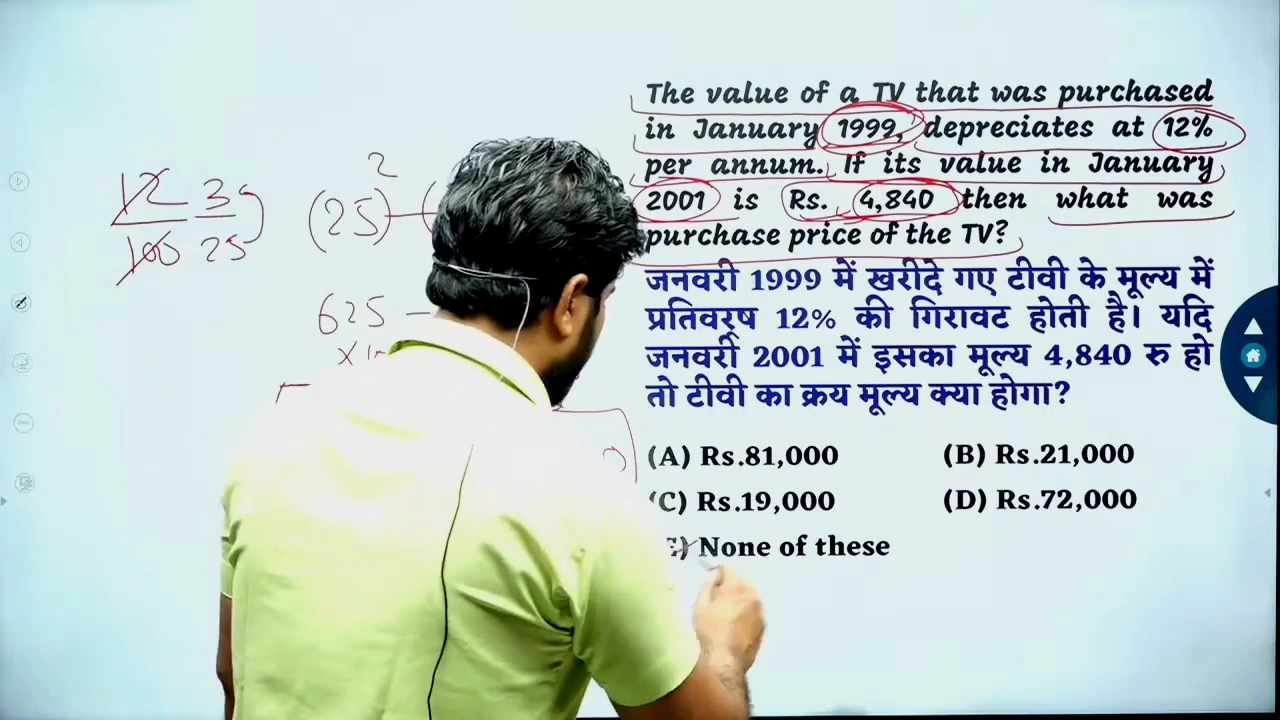 The value of a TV that was purchased
in January 1999, depreciates at 12%
per annum. If its value in January
2001 is Rs. 4,840 then what was
purchase price of the TV?
जनवरी 1999 में खरीदे गए टीवी के मूल्य में
प्रतिवर्ष 12% की गिरावट होती है। यदि
जनवरी 2001 में इसका मूल्य 4,840 रु हो
तो टीवी का क्रय मूल्य क्या होगा?
(A) Rs.81,000 (B) Rs.21,000
(C) Rs.19,000 (D) Rs.72,000
E) None of these
12 3
100 25
(25)² (
625 —